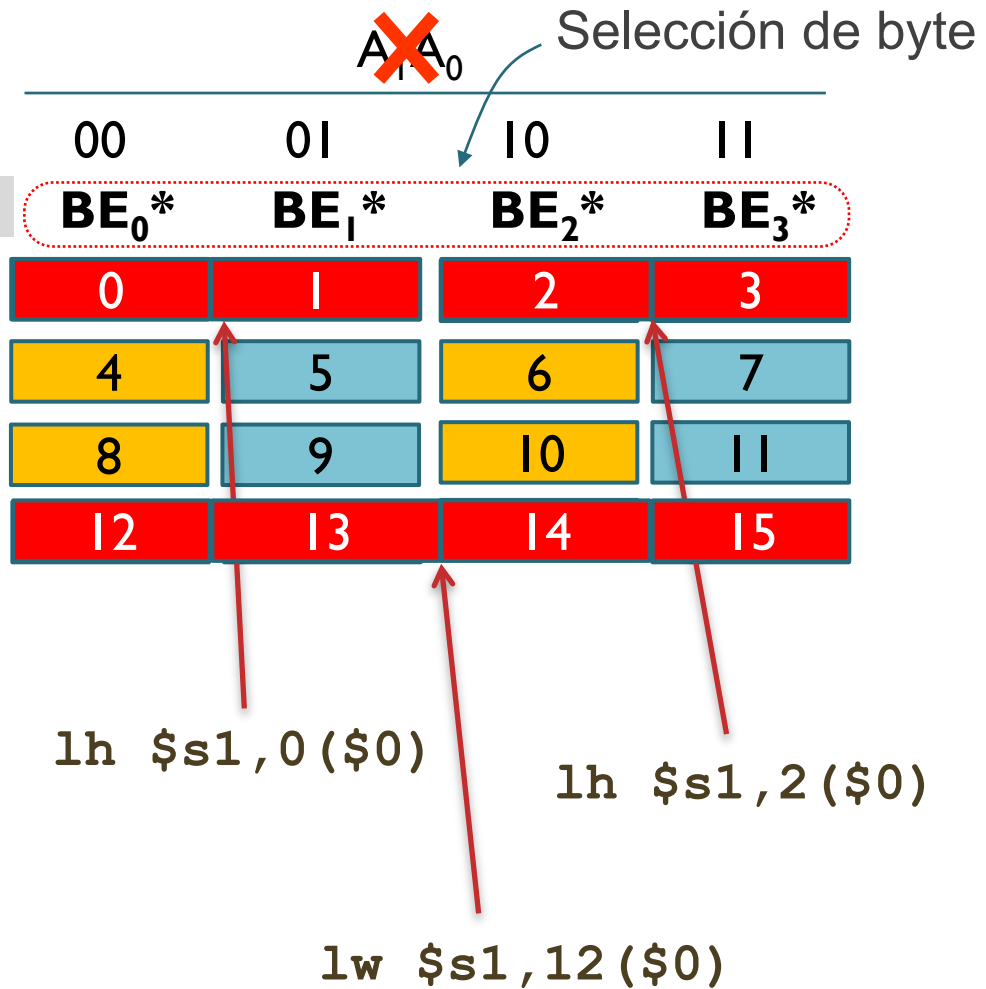 Selección de byte
A₁A₀
00 01 10 11
BE₀* BE₁* BE₂* BE₃*
0 1 2 3
4 5 6 7
8 9 10 11
12 13 14 15
lh $s1,0($0)
lh $s1,2($0)
lw $s1,12($0)